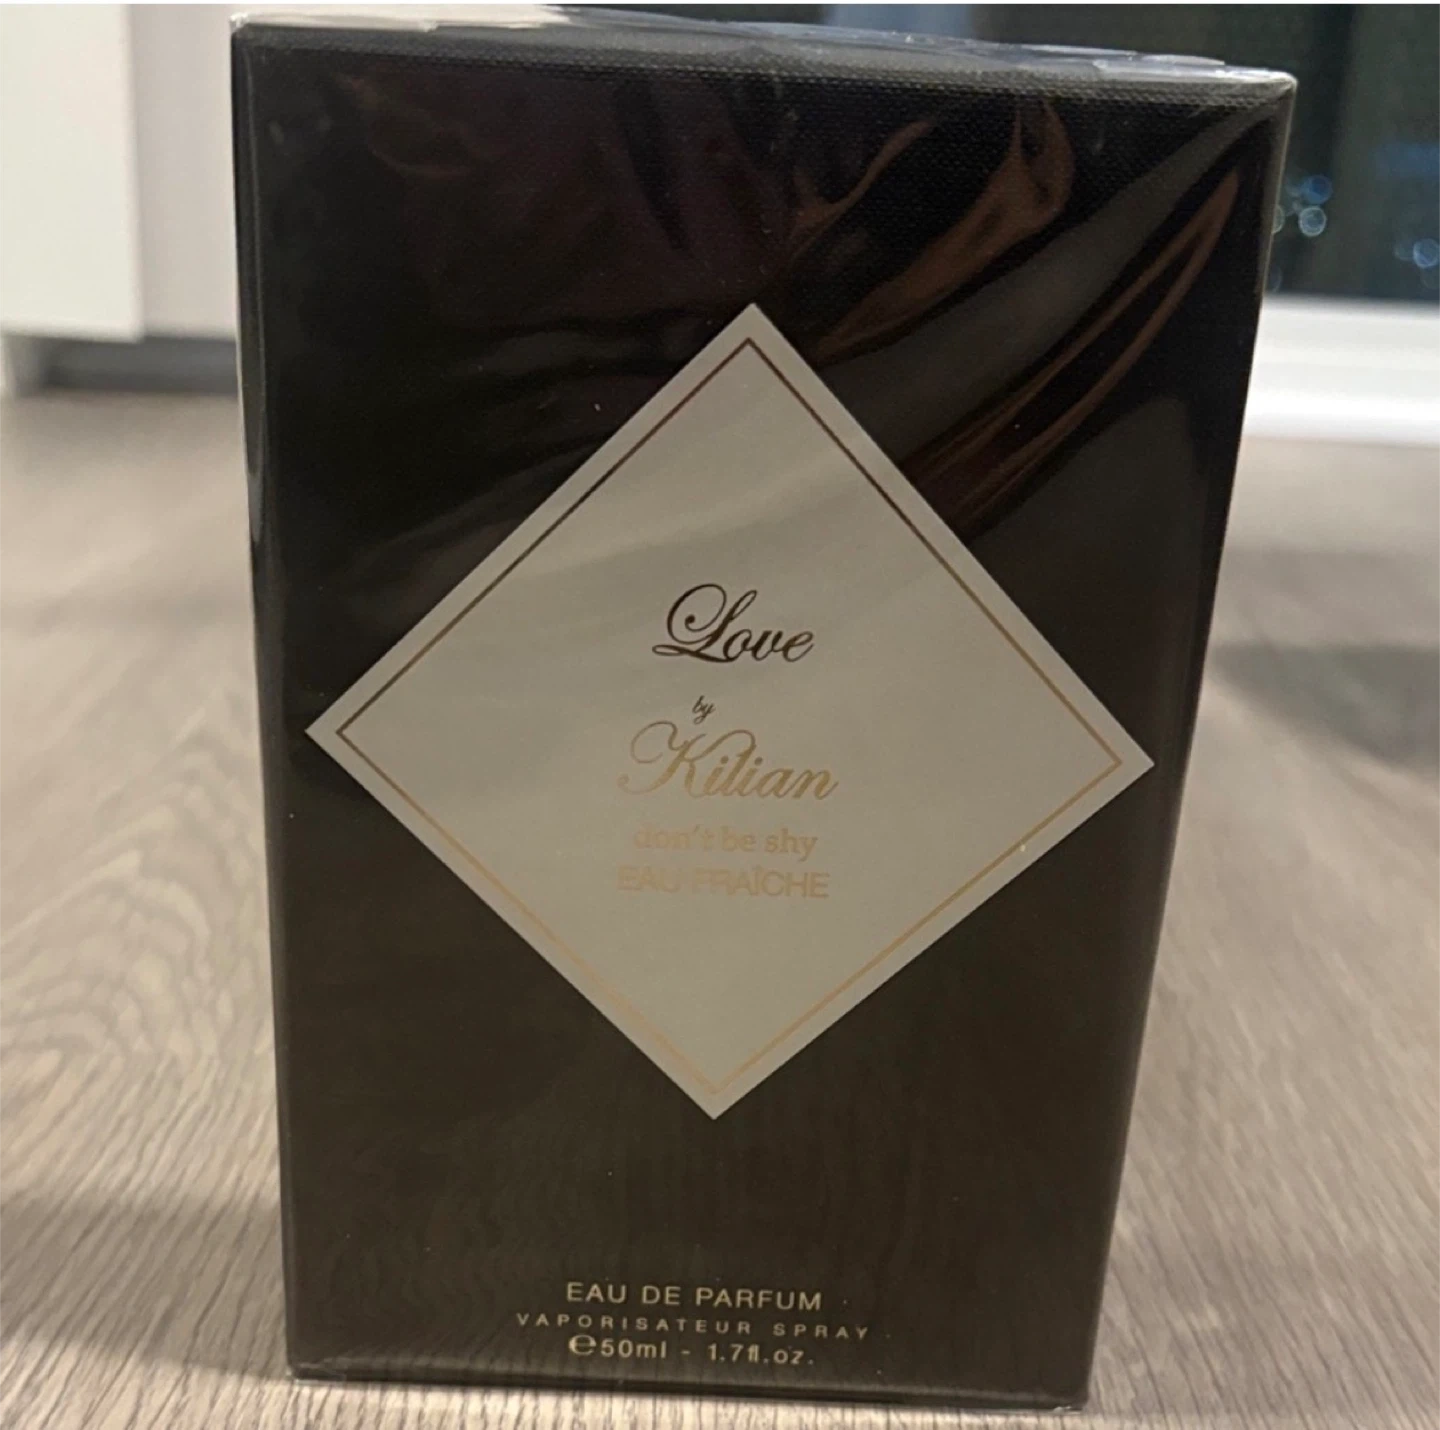 Love
by
Kilian
don't be shy
EAU FRAÎCHE
EAU DE PARFUM
VAPORISATEUR SPRAY
℮50ml - 1.7fl.oz.